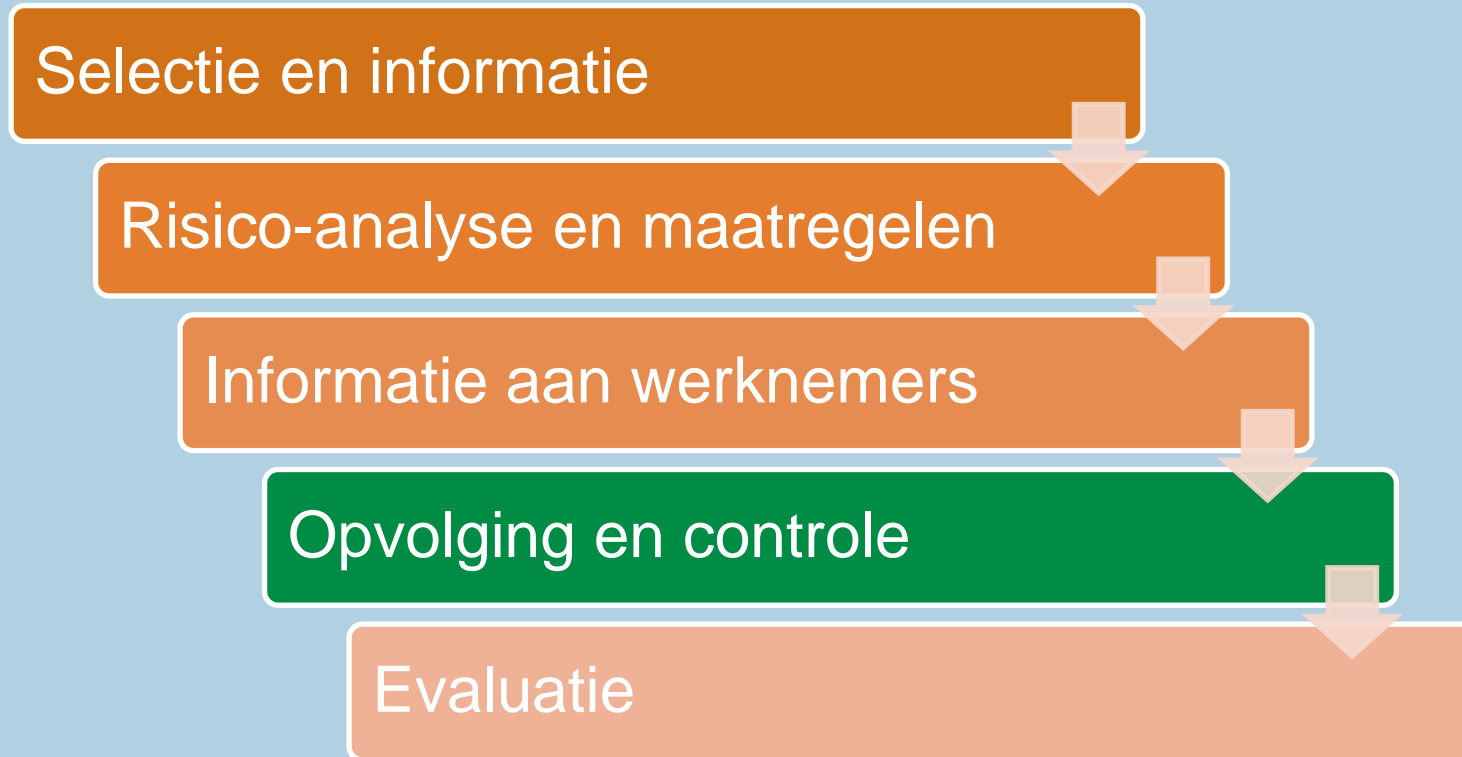 Selectie en informatie
Risico-analyse en maatregelen
Informatie aan werknemers
Opvolging en controle
Evaluatie